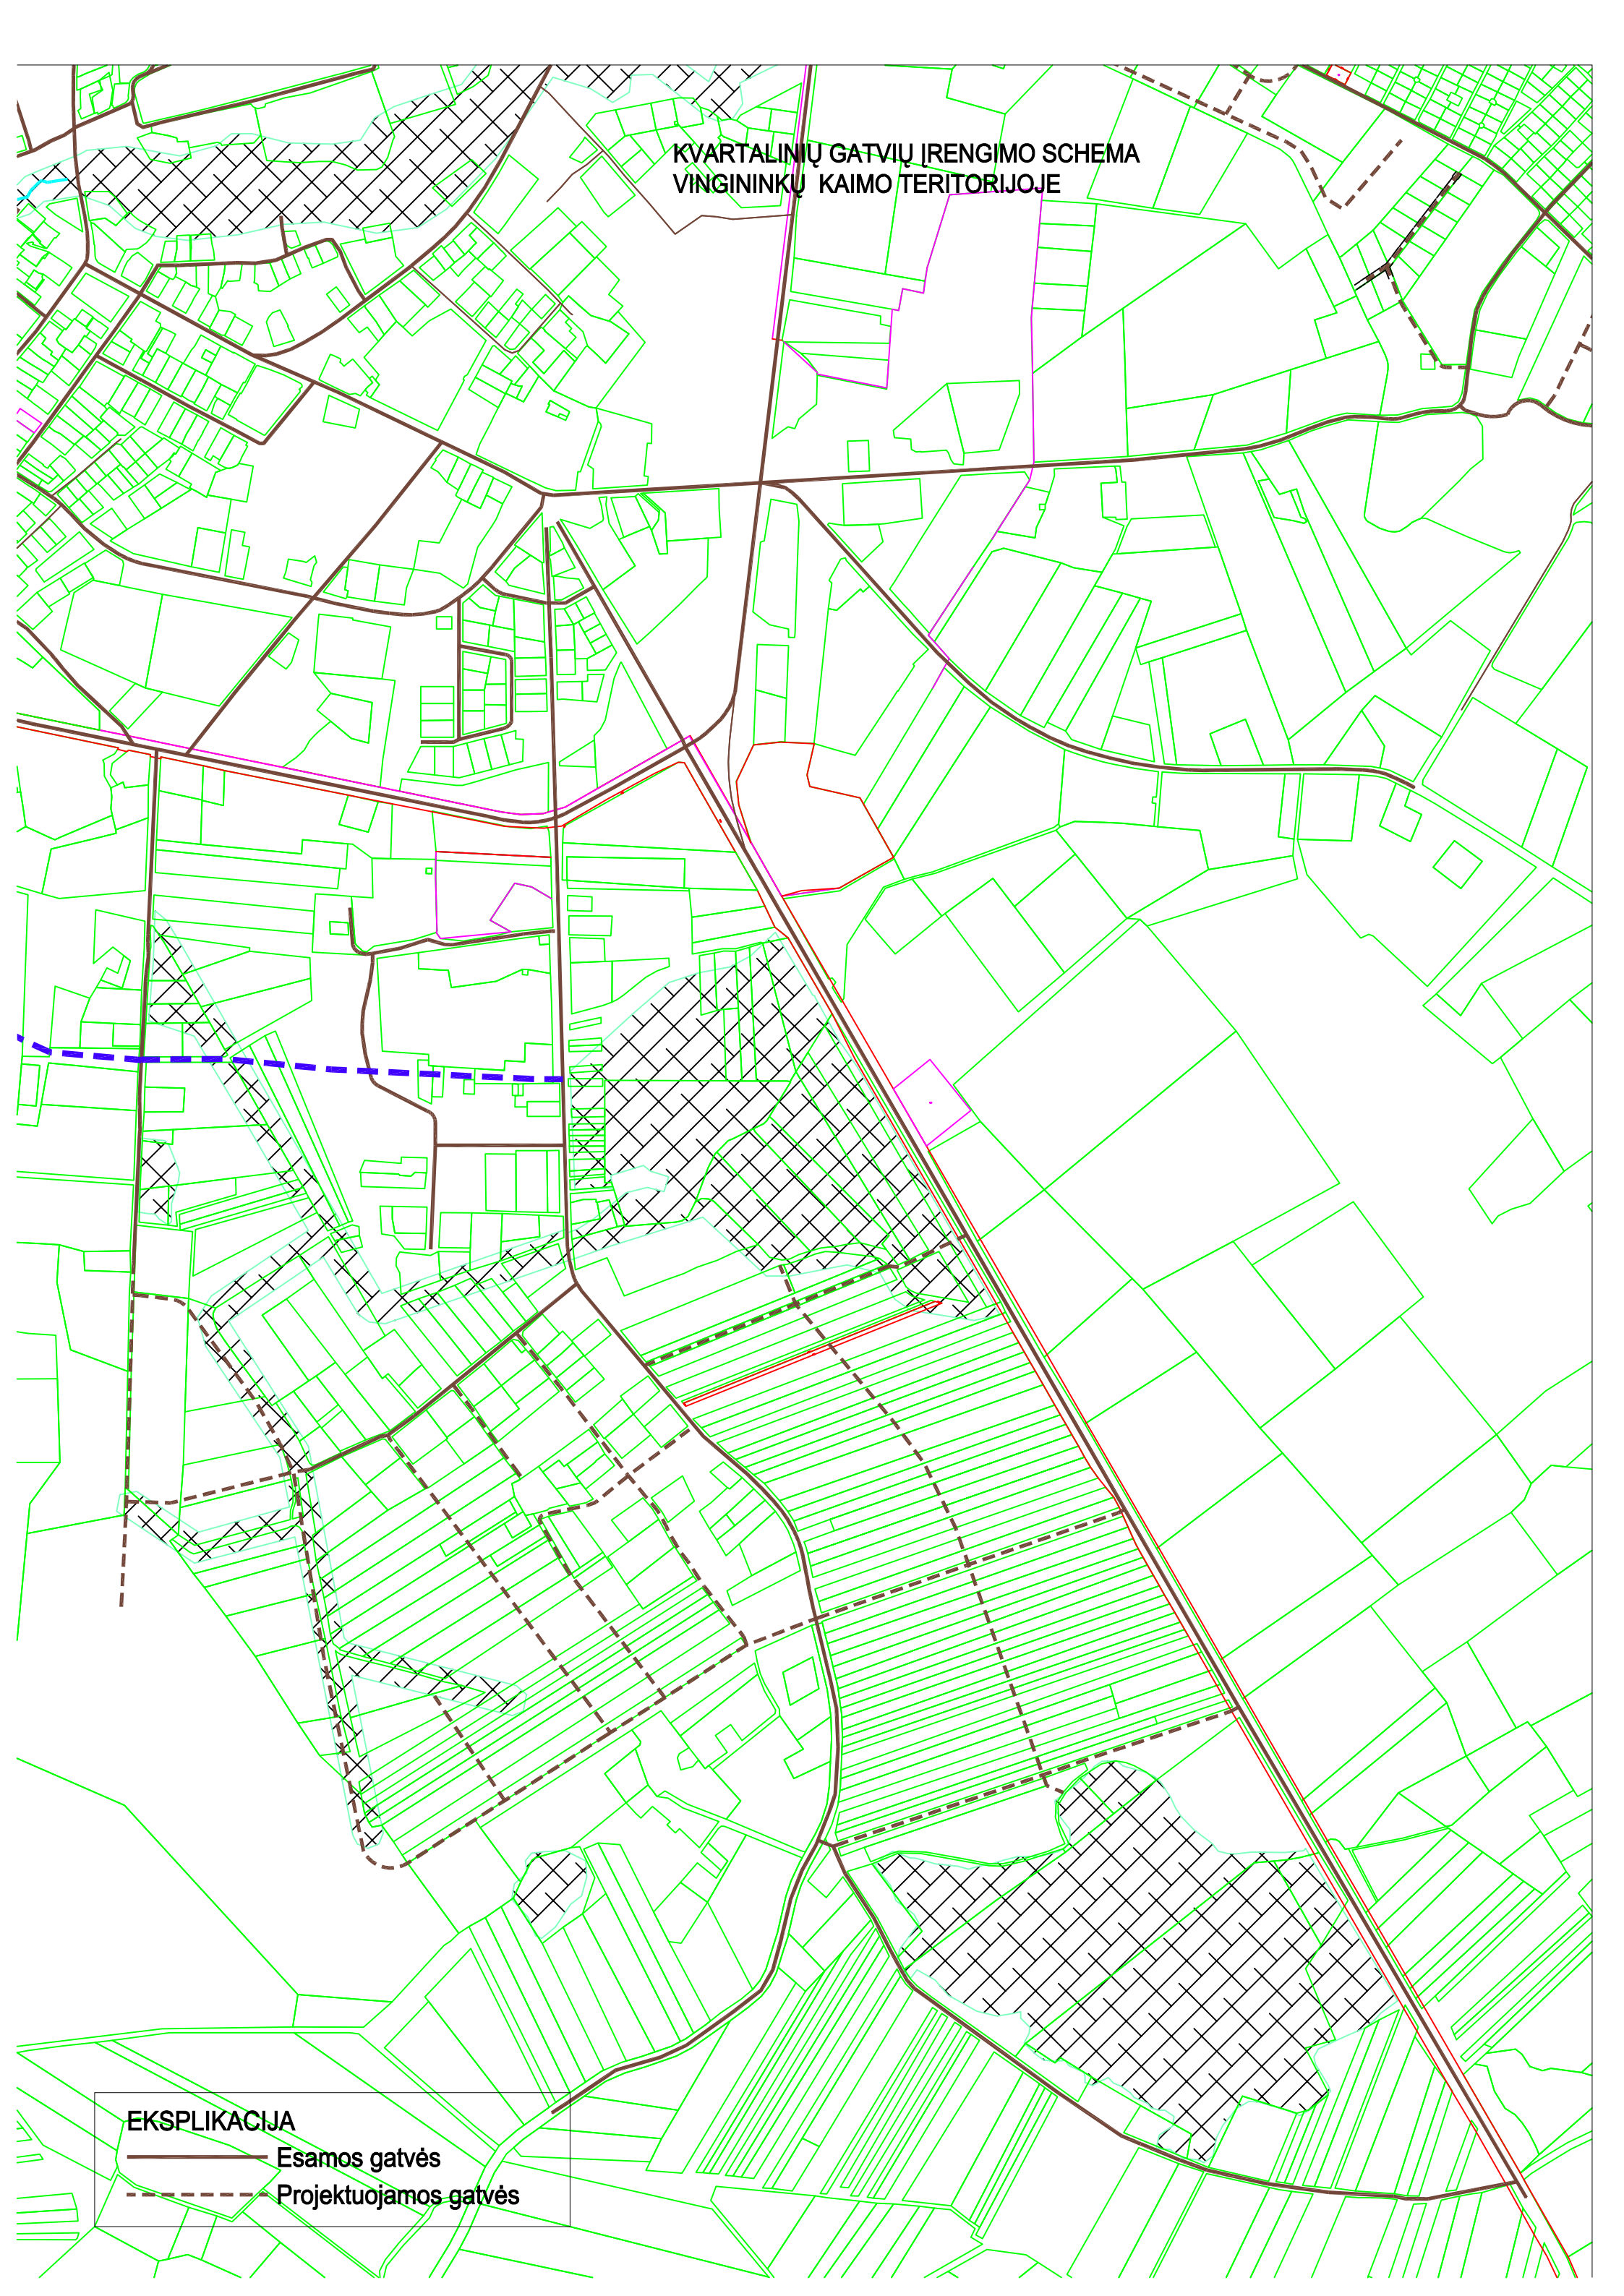 KVARTALINIŲ GATVIŲ ĮRENGIMO SCHEMA
VINGININKŲ KAIMO TERITORIJOJE
EKSPLIKACIJA
Esamos gatvės
Projektuojamos gatvės